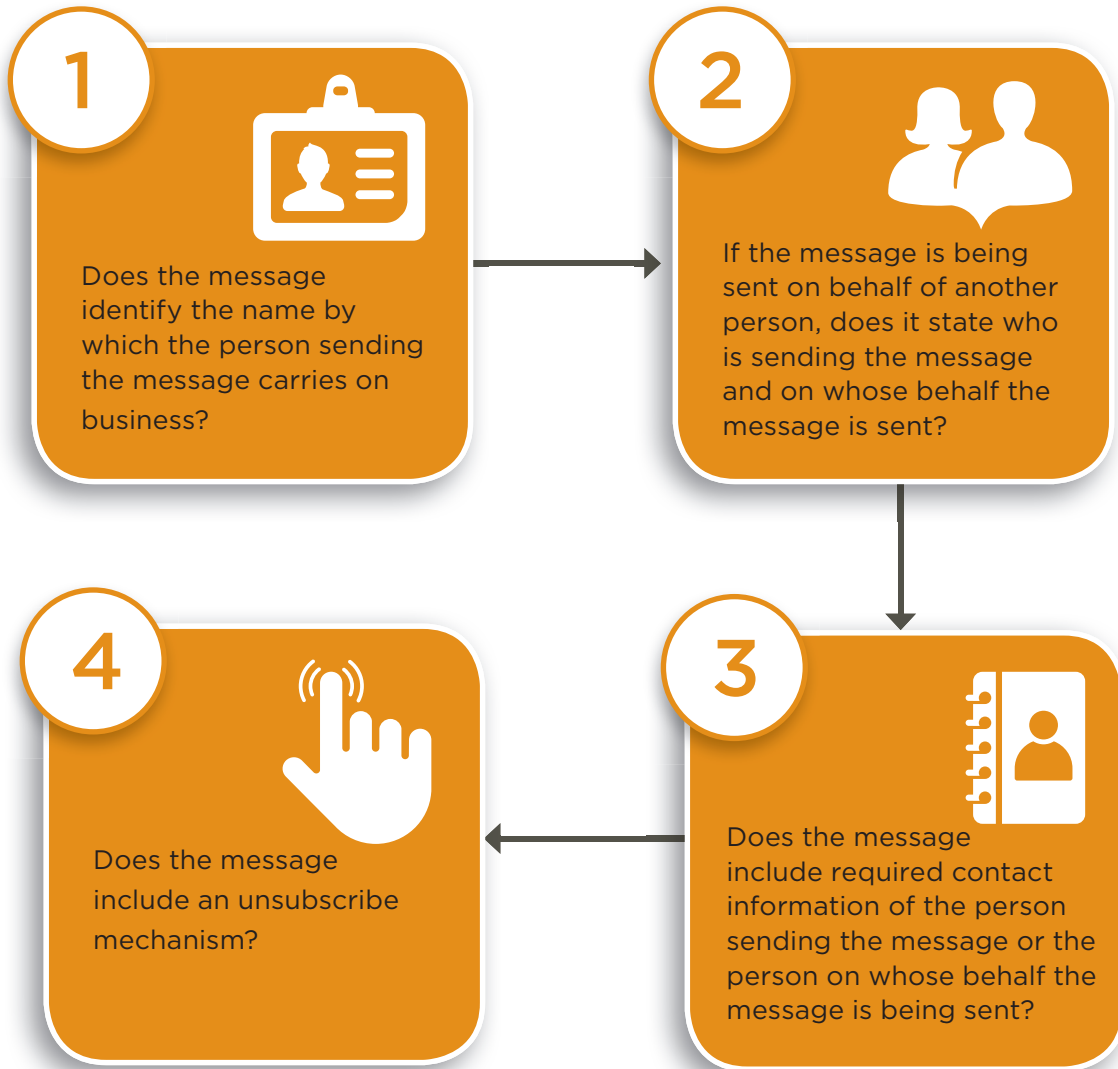 1
Does the message
identify the name by
which the person sending
the message carries on
business?
2
If the message is being
sent on behalf of another
person, does it state who
is sending the message
and on whose behalf the
message is sent?
3
Does the message
include required contact
information of the person
sending the message or the
person on whose behalf the
message is being sent?
4
Does the message
include an unsubscribe
mechanism?